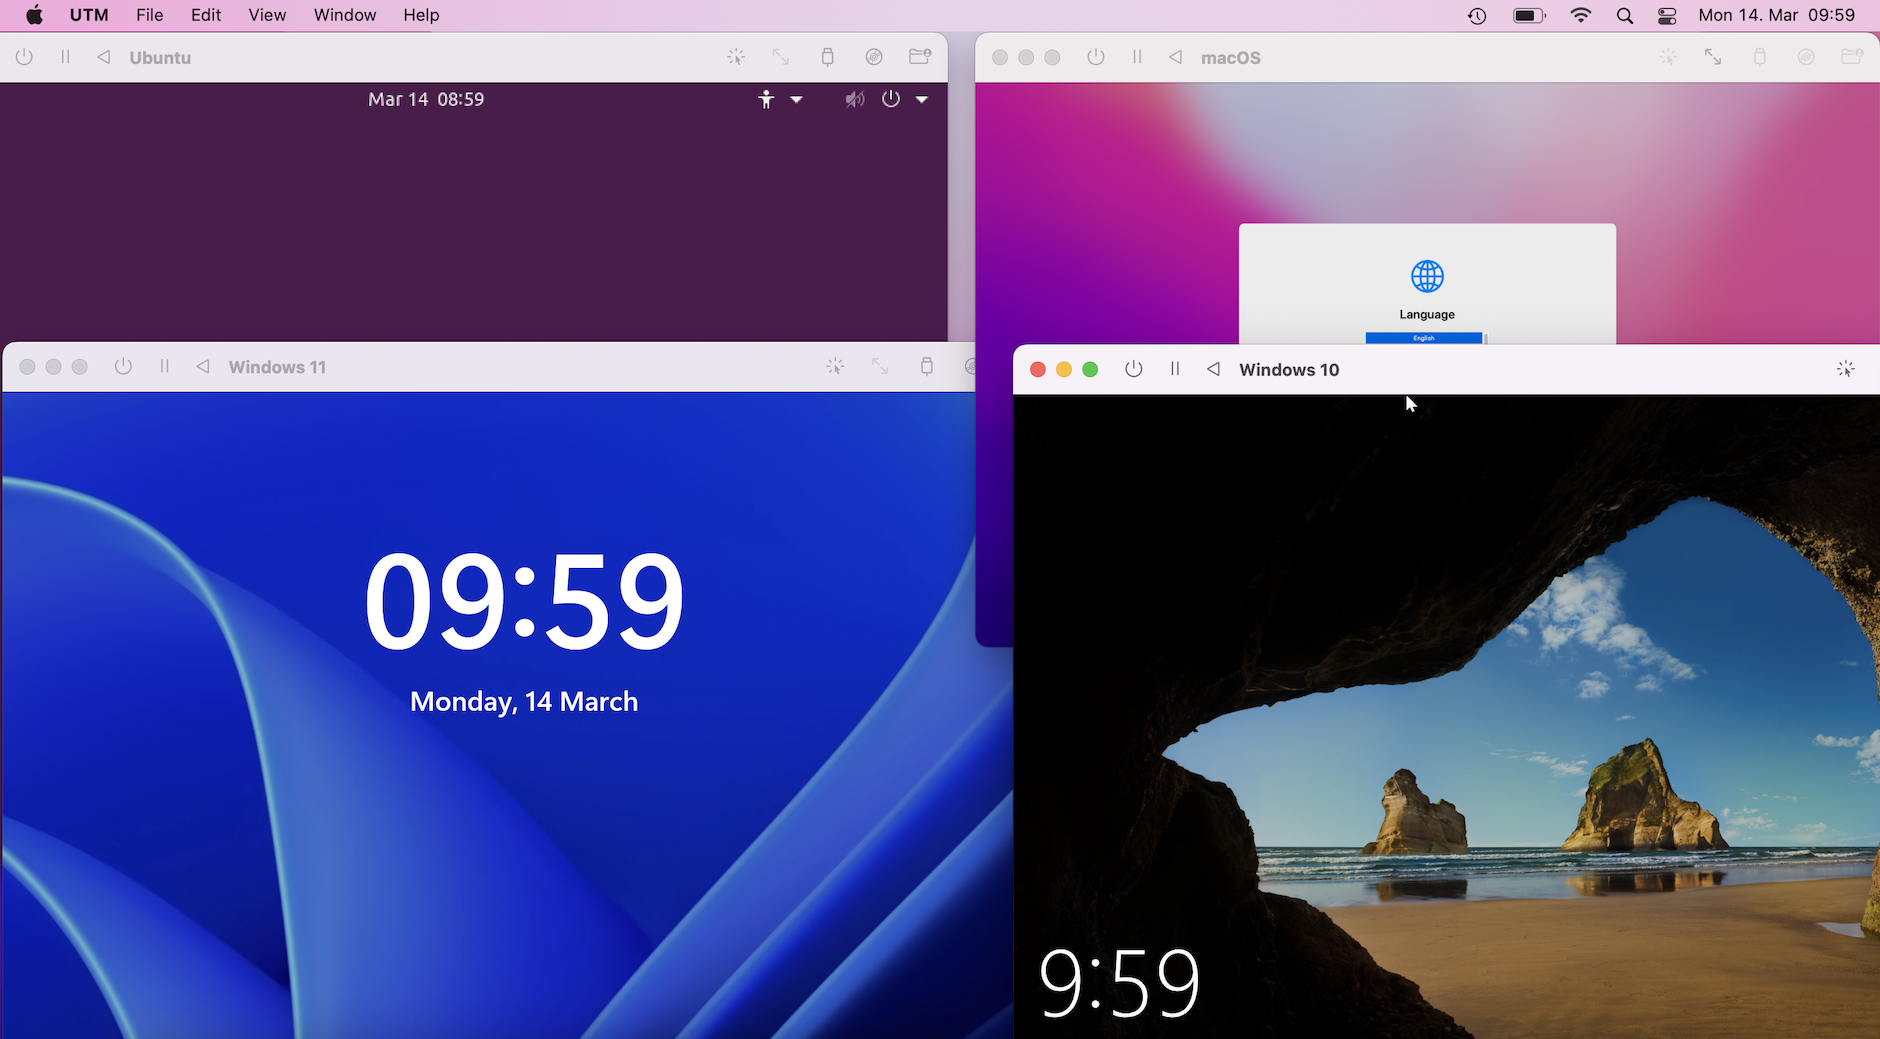 UTM File Edit View Window Help Mon 14. Mar 09:59
Ubuntu
Mar 14 08:59
macOS
Language
English
Windows 11
09:59
Monday, 14 March
Windows 10
9:59